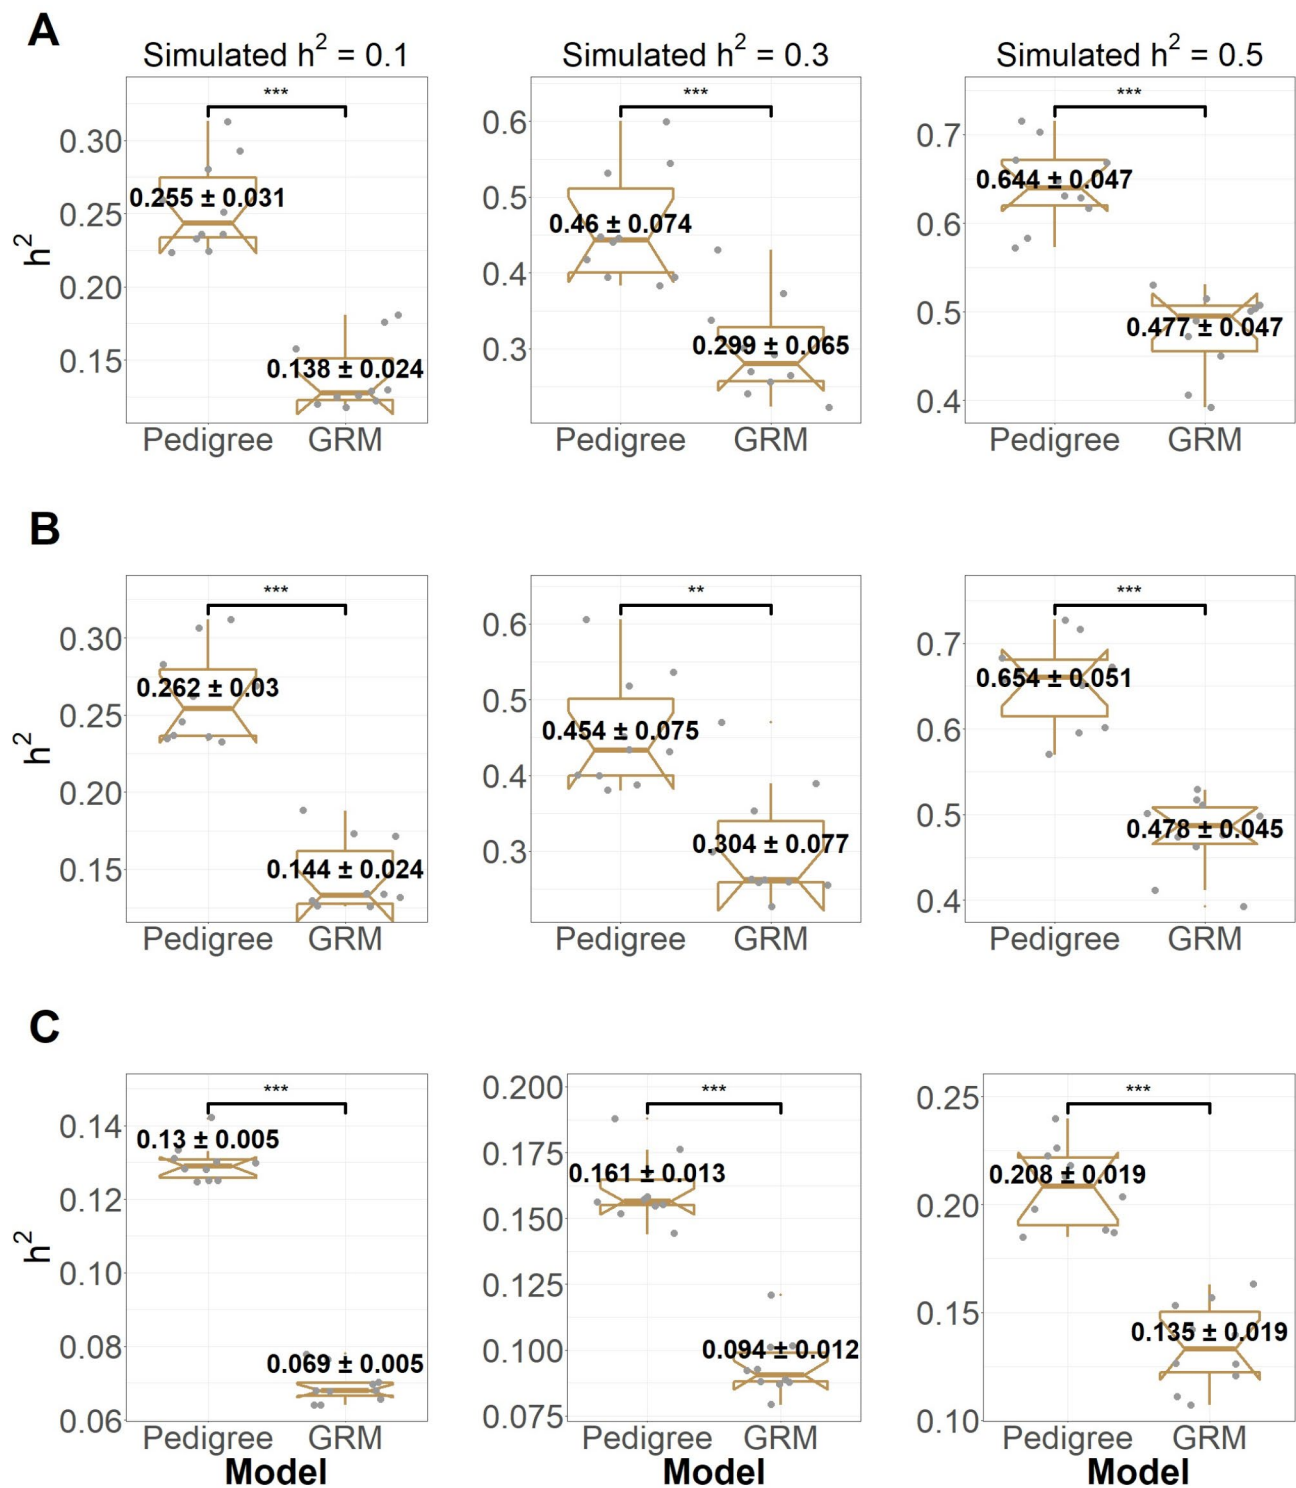 A
Simulated h² = 0.1
Simulated h² = 0.3
Simulated h² = 0.5
h²
0.30
0.25
0.20
0.15
***
0.255 ± 0.031
0.138 ± 0.024
Pedigree GRM
0.6
0.5
0.4
0.3
***
0.46 ± 0.074
0.299 ± 0.065
Pedigree GRM
0.7
0.6
0.5
0.4
***
0.644 ± 0.047
0.477 ± 0.047
Pedigree GRM
B
h²
0.30
0.25
0.20
0.15
***
0.262 ± 0.03
0.144 ± 0.024
Pedigree GRM
0.6
0.5
0.4
0.3
**
0.454 ± 0.075
0.304 ± 0.077
Pedigree GRM
0.7
0.6
0.5
0.4
***
0.654 ± 0.051
0.478 ± 0.045
Pedigree GRM
C
h²
0.14
0.12
0.10
0.08
0.06
***
0.13 ± 0.005
0.069 ± 0.005
Pedigree GRM
Model
0.200
0.175
0.150
0.125
0.100
0.075
***
0.161 ± 0.013
0.094 ± 0.012
Pedigree GRM
Model
0.25
0.20
0.15
0.10
***
0.208 ± 0.019
0.135 ± 0.019
Pedigree GRM
Model